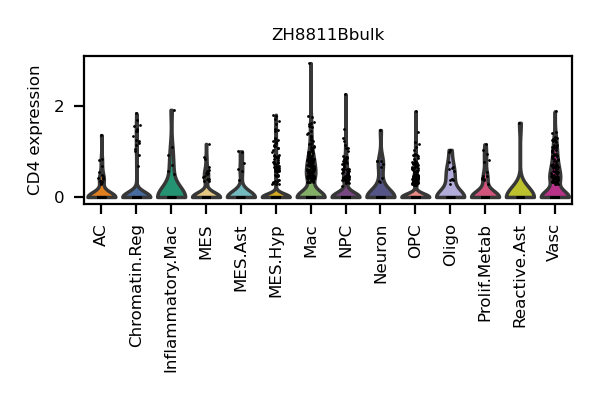 ZH8811Bbulk
CD4 expression
2
0
AC
Chromatin.Reg
Inflammatory.Mac
MES
MES.Ast
MES.Hyp
Mac
NPC
Neuron
OPC
Oligo
Prolif.Metab
Reactive.Ast
Vasc